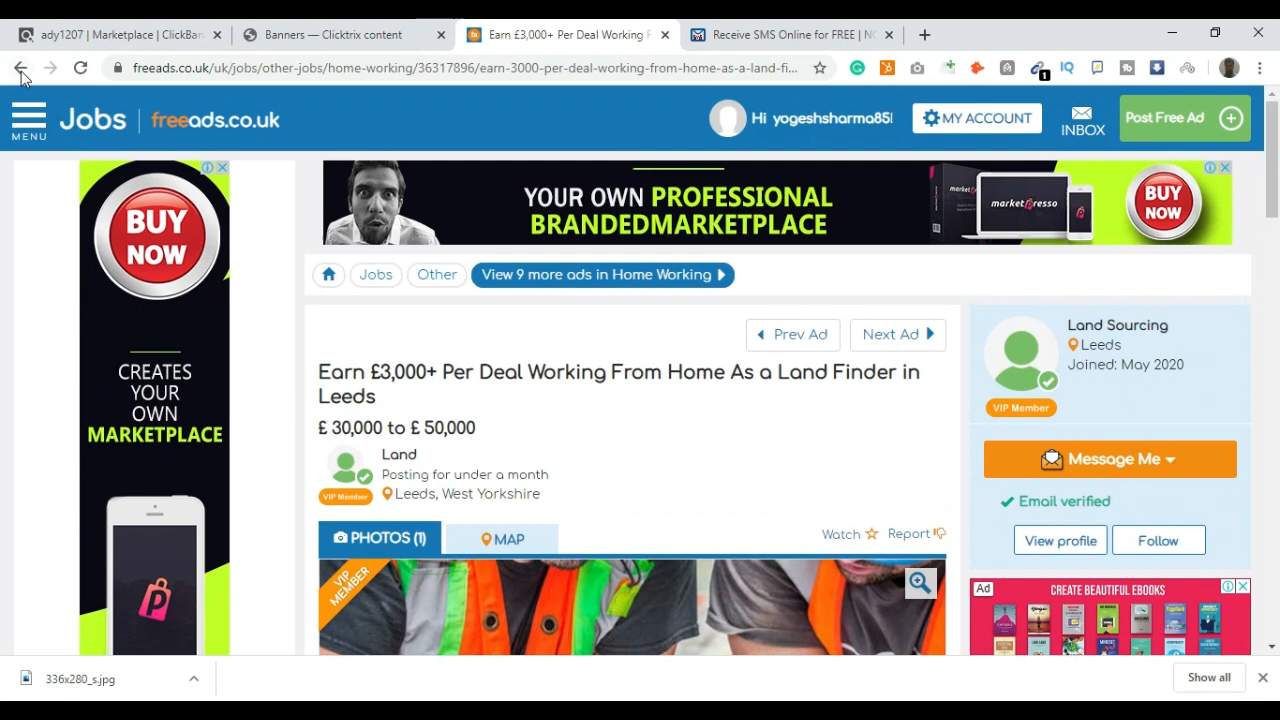 ady1207 | Marketplace | ClickBan
Banners — Clicktrix content
Earn £3,000+ Per Deal Working F
Receive SMS Online for FREE | NO
freeads.co.uk/uk/jobs/other-jobs/home-working/36317896/earn-3000-per-deal-working-from-home-as-a-land-fi...
MENU
Jobs
freeads.co.uk
Hi yogeshsharma85
MY ACCOUNT
INBOX
Post Free Ad
BUY NOW
CREATES
YOUR
OWN
MARKETPLACE
YOUR OWN PROFESSIONAL
BRANDEDMARKETPLACE
marketpresso
BUY NOW
Jobs
Other
View 9 more ads in Home Working
Prev Ad
Next Ad
Earn £3,000+ Per Deal Working From Home As a Land Finder in
Leeds
£ 30,000 to £ 50,000
Land
Posting for under a month
VIP Member
Leeds, West Yorkshire
PHOTOS (1)
MAP
Watch
Report
VIP
MEMBER
Land Sourcing
Leeds
Joined: May 2020
VIP Member
Message Me
Email verified
View profile
Follow
Ad
CREATE BEAUTIFUL EBOOKS
336x280_s.jpg
Show all